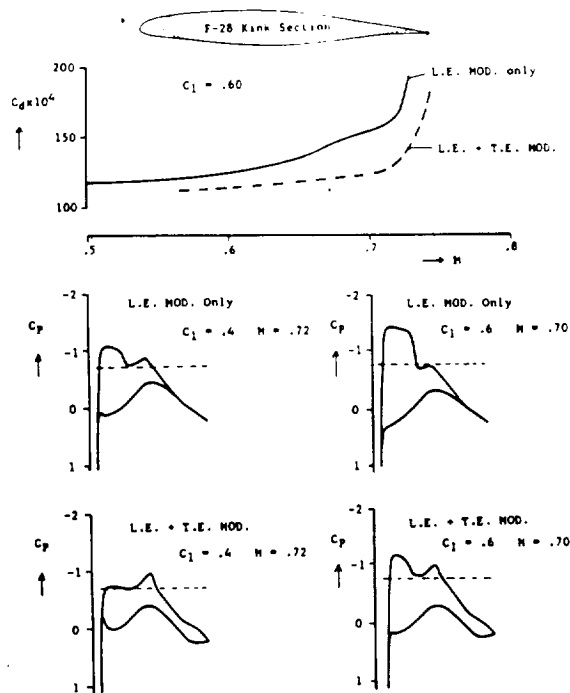 F-28 Kink Section
200
150
100
C_d x10^4
C_l = .60
L.E. MOD. only
L.E. + T.E. MOD.
.5 .6 .7 .8
M
L.E. MOD. Only
C_l = .4 M = .72
C_p
-2
-1
0
1
L.E. MOD. Only
C_l = .6 M = .70
C_p
-2
-1
0
1
L.E. + T.E. MOD.
C_l = .4 M = .72
C_p
-2
-1
0
1
L.E. + T.E. MOD.
C_l = .6 M = .70
C_p
-2
-1
0
1